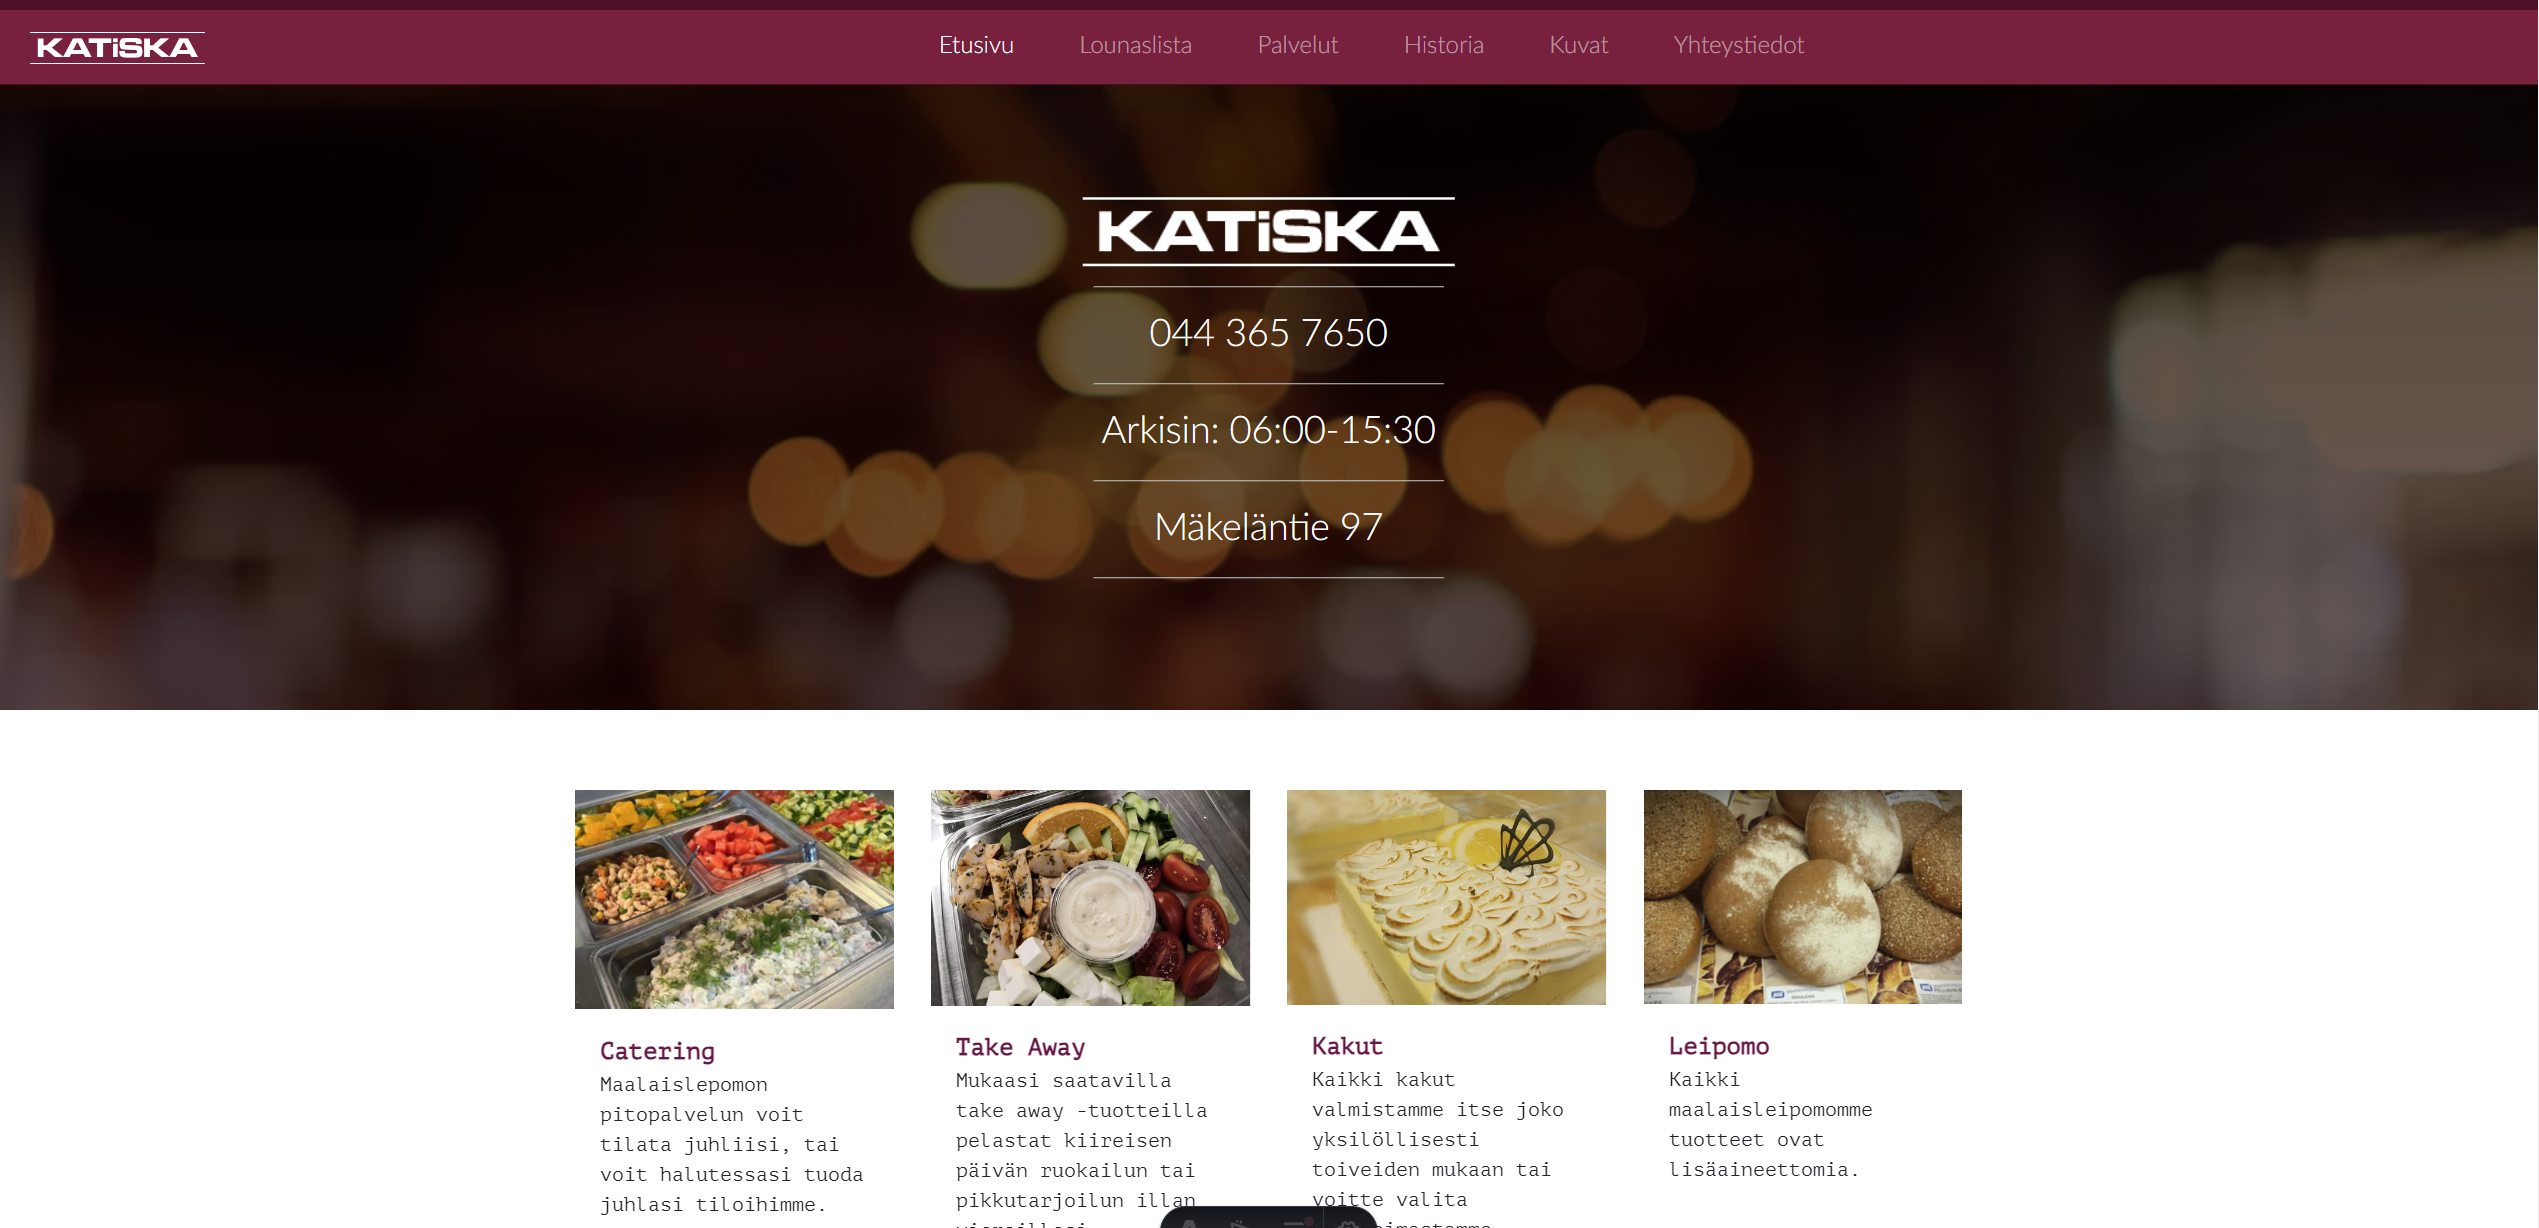 KATiSKA
Etusivu
Lounaslista
Palvelut
Historia
Kuvat
Yhteystiedot
KATiSKA
044 365 7650
Arkisin: 06:00-15:30
Mäkeläntie 97
Catering
Maalaislepomon
pitopalvelun voit
tilata juhliisi, tai
voit halutessasi tuoda
juhlasi tiloihimme.
Take Away
Mukaasi saatavilla
take away -tuotteilla
pelastat kiireisen
päivän ruokailun tai
pikkutarjoilun illan
Kakut
Kaikki kakut
valmistamme itse joko
yksilöllisesti
toiveiden mukaan tai
voitte valita
Leipomo
Kaikki
maalaisleipomomme
tuotteet ovat
lisäaineettomia.